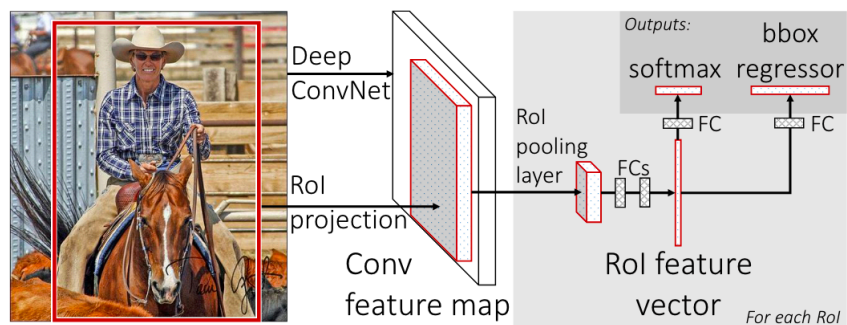 Deep
ConvNet
RoI
projection
Conv
feature map
RoI
pooling
layer
FCs
RoI feature
vector
For each RoI
Outputs:
softmax
bbox
regressor
FC
FC